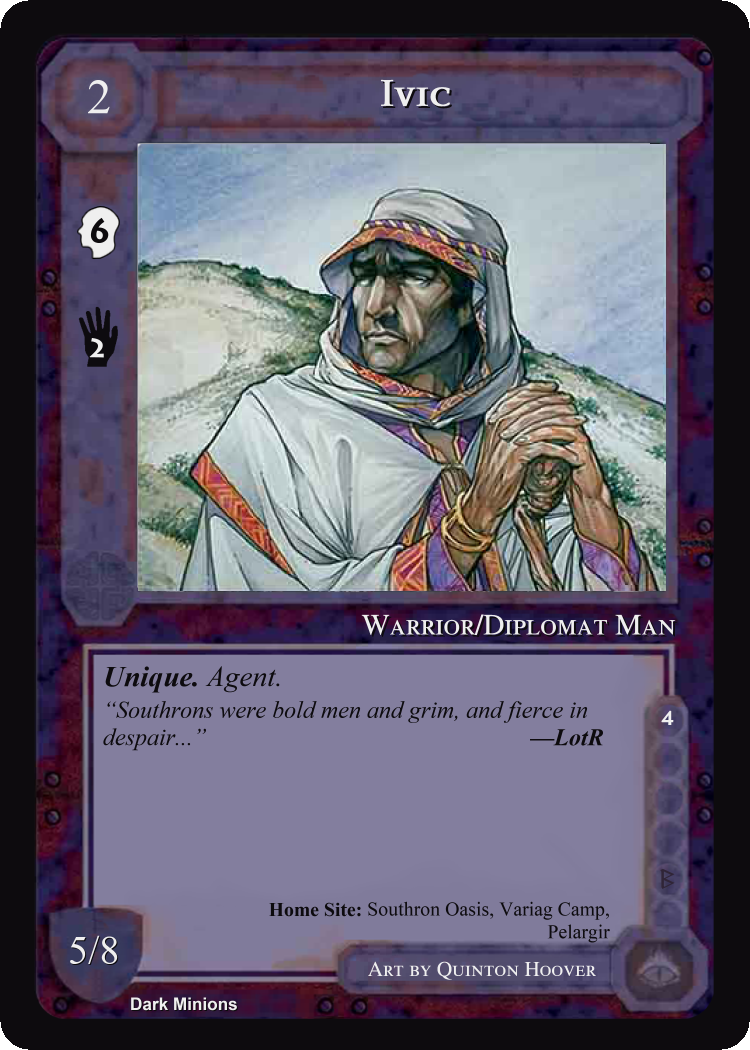 2
Ivic
6
2
Warrior/Diplomat Man
Unique. Agent.
“Southrons were bold men and grim, and fierce in
despair...” —LotR
4
Home Site: Southron Oasis, Variag Camp,
Pelargir
5/8
Art by Quinton Hoover
Dark Minions